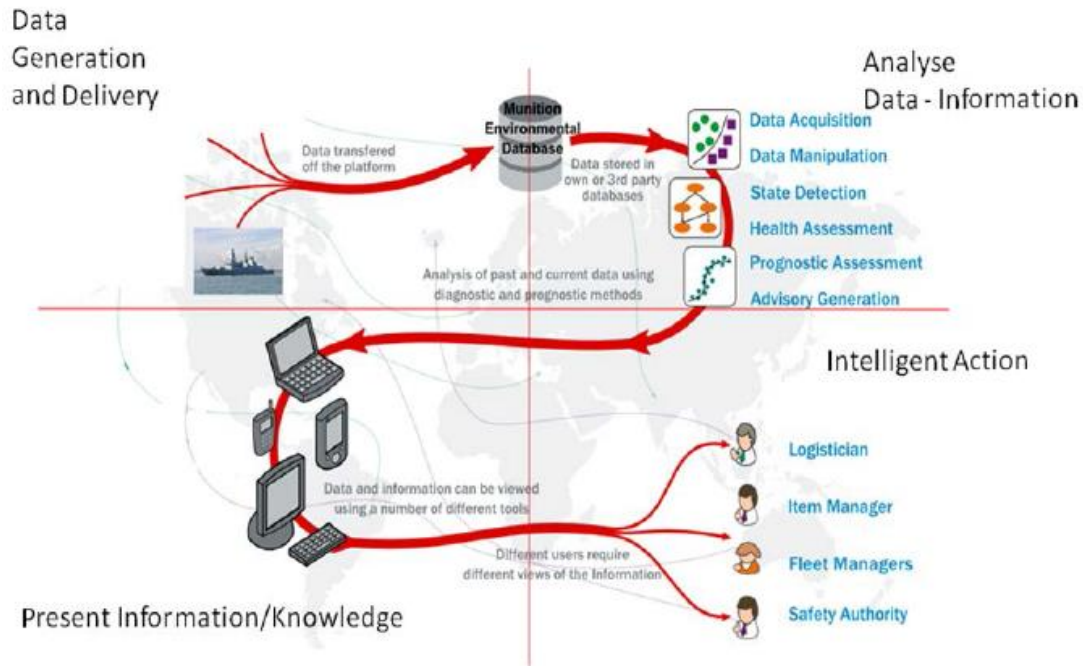 Data
Generation
and Delivery
Analyse
Data - Information
Munition
Environmental
Database
Data transfered
off the platform
Data stored in
own or 3rd party
databases
Data Acquisition
Data Manipulation
State Detection
Health Assessment
Prognostic Assessment
Advisory Generation
Analysis of past and current data using
diagnostic and prognostic methods
Intelligent Action
Logistician
Item Manager
Fleet Managers
Safety Authority
Data and information can be viewed
using a number of different tools
Different users require
different views of the Information
Present Information/Knowledge